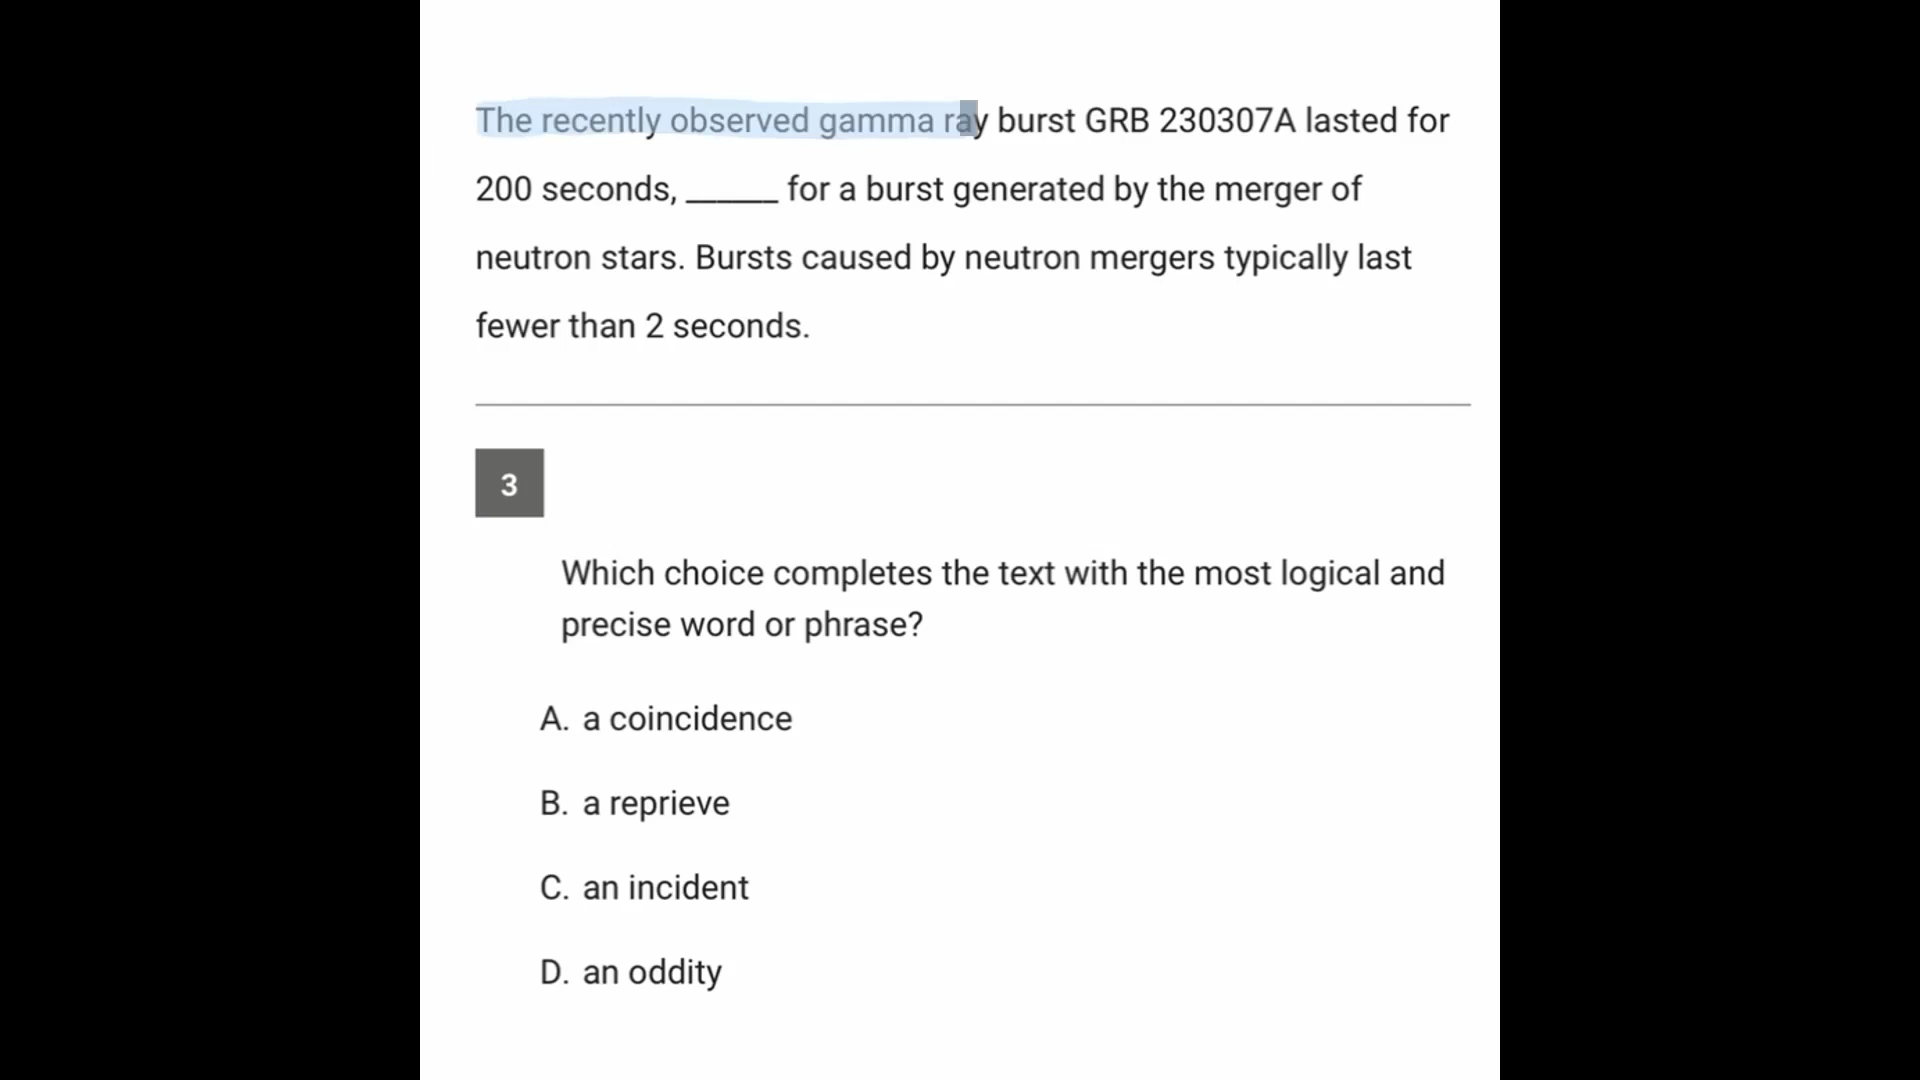 The recently observed gamma ray burst GRB 230307A lasted for
200 seconds, ______ for a burst generated by the merger of
neutron stars. Bursts caused by neutron mergers typically last
fewer than 2 seconds.
3
Which choice completes the text with the most logical and
precise word or phrase?
A. a coincidence
B. a reprieve
C. an incident
D. an oddity